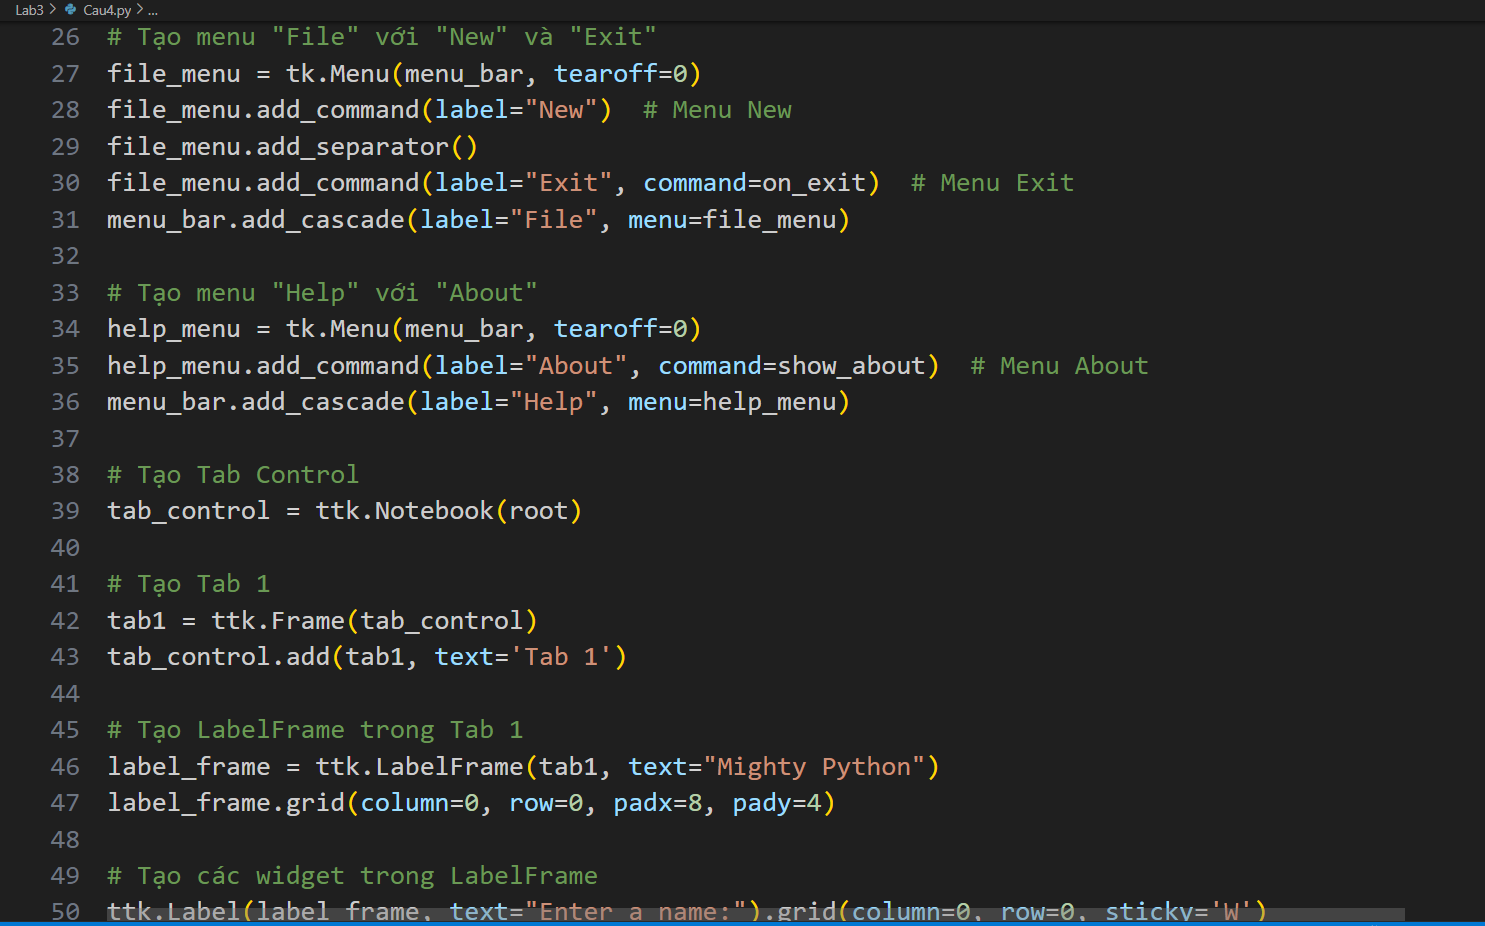 Lab3 > Cau4.py > ...
26 # Tạo menu "File" với "New" và "Exit"
27 file_menu = tk.Menu(menu_bar, tearoff=0)
28 file_menu.add_command(label="New")  # Menu New
29 file_menu.add_separator()
30 file_menu.add_command(label="Exit", command=on_exit)  # Menu Exit
31 menu_bar.add_cascade(label="File", menu=file_menu)
32
33 # Tạo menu "Help" với "About"
34 help_menu = tk.Menu(menu_bar, tearoff=0)
35 help_menu.add_command(label="About", command=show_about)  # Menu About
36 menu_bar.add_cascade(label="Help", menu=help_menu)
37
38 # Tạo Tab Control
39 tab_control = ttk.Notebook(root)
40
41 # Tạo Tab 1
42 tab1 = ttk.Frame(tab_control)
43 tab_control.add(tab1, text='Tab 1')
44
45 # Tạo LabelFrame trong Tab 1
46 label_frame = ttk.LabelFrame(tab1, text="Mighty Python")
47 label_frame.grid(column=0, row=0, padx=8, pady=4)
48
49 # Tạo các widget trong LabelFrame
50 ttk.Label(label_frame, text="Enter a name:").grid(column=0, row=0, sticky='W')